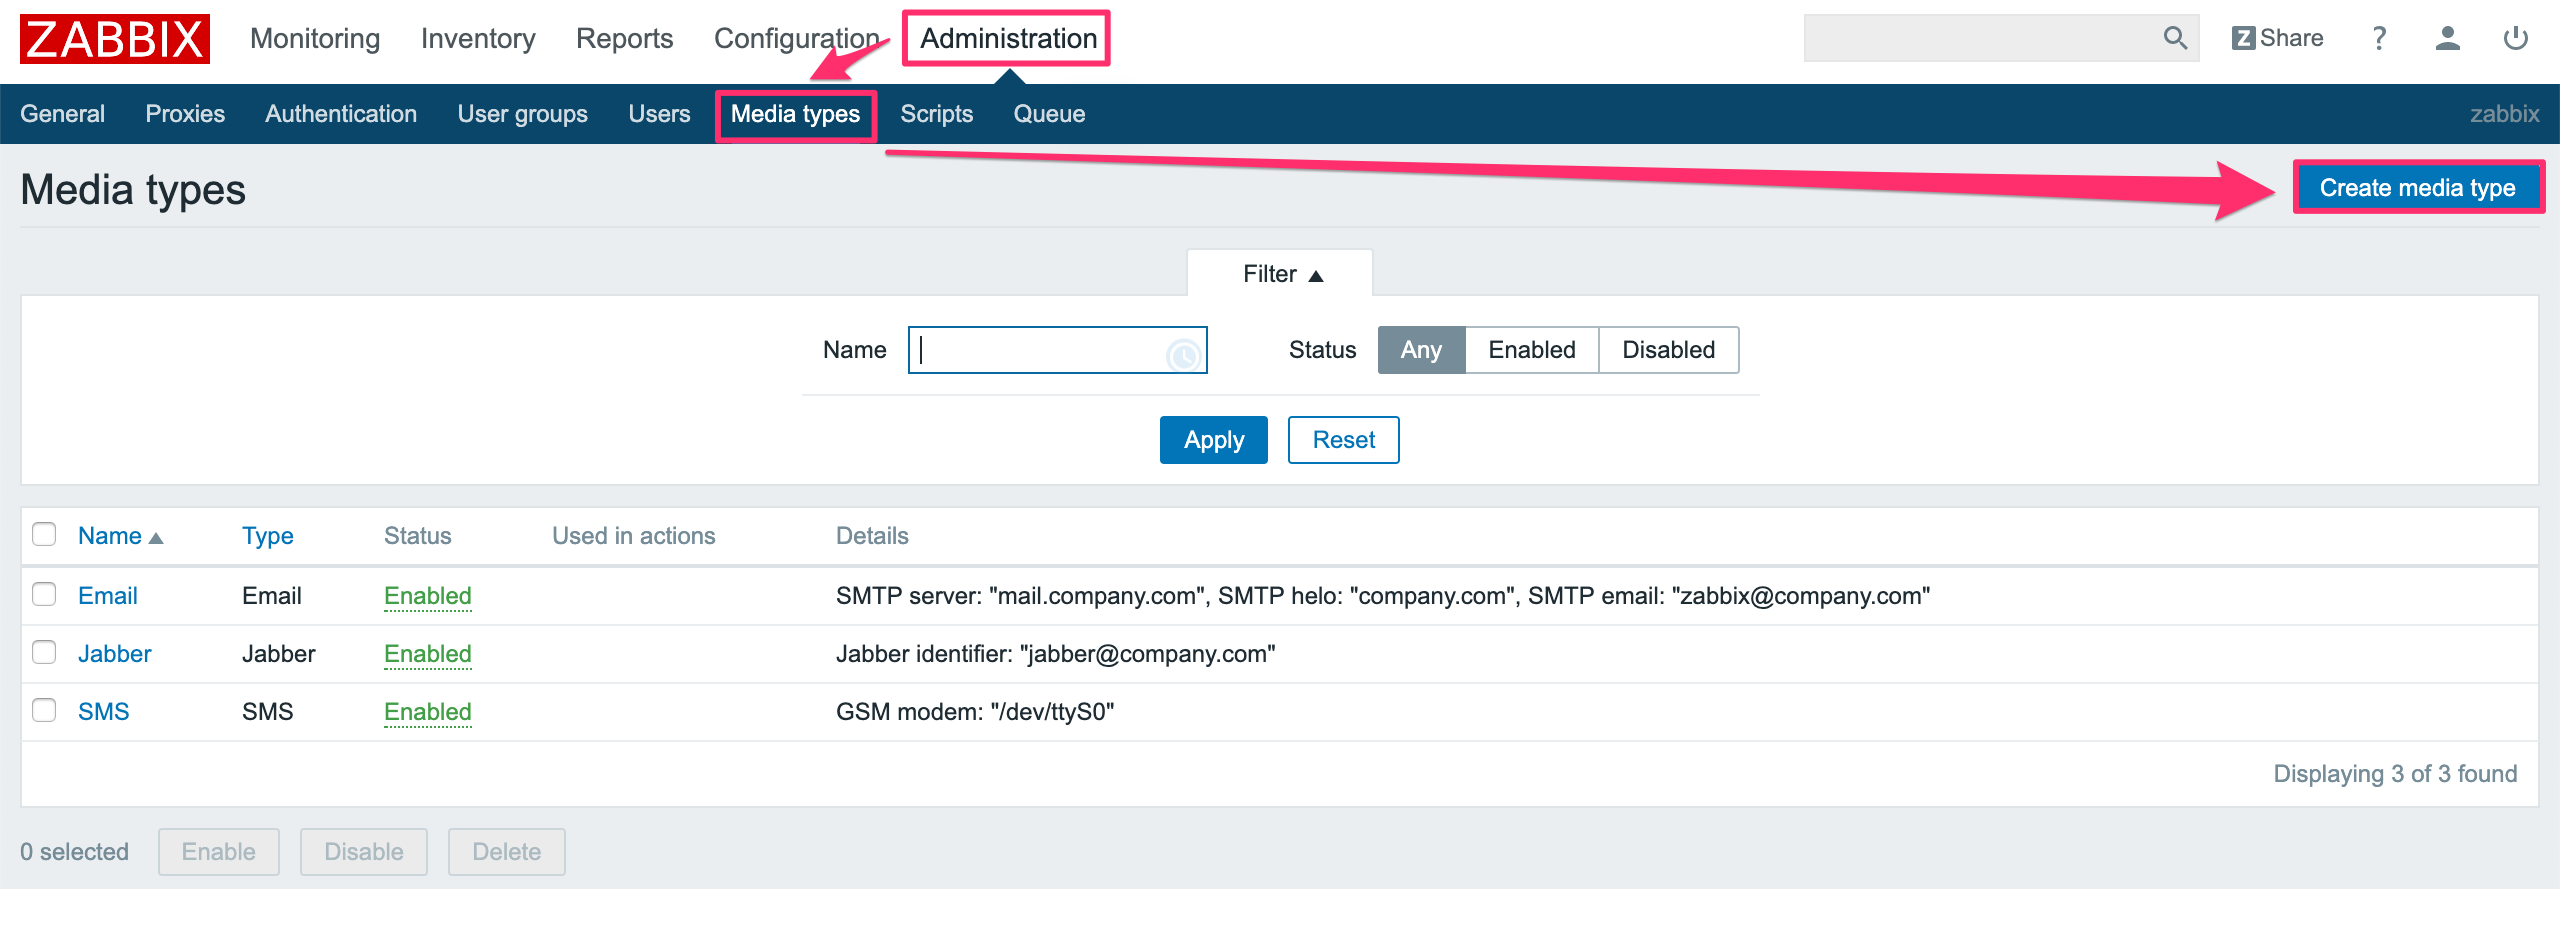 ZABBIX Monitoring Inventory Reports Configuration Administration Z Share ?
General Proxies Authentication User groups Users Media types Scripts Queue zabbix
Media types Create media type
Filter ▲
Name Status Any Enabled Disabled
Apply Reset
Name ▲ Type Status Used in actions Details
Email Email Enabled SMTP server: "mail.company.com", SMTP helo: "company.com", SMTP email: "zabbix@company.com"
Jabber Jabber Enabled Jabber identifier: "jabber@company.com"
SMS SMS Enabled GSM modem: "/dev/ttyS0"
Displaying 3 of 3 found
0 selected Enable Disable Delete